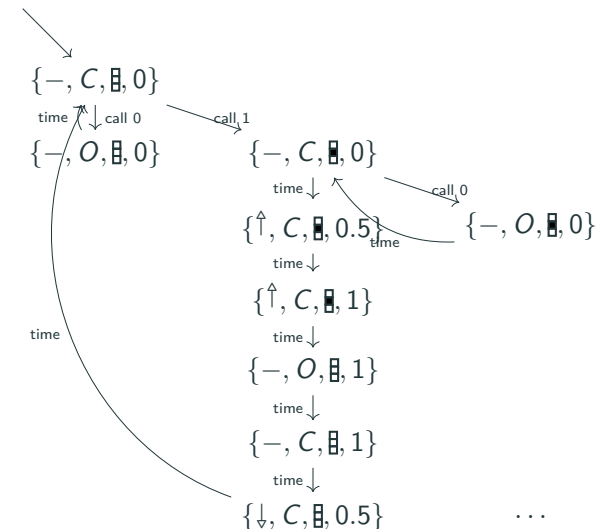 {−, C, 𝌆, 0}
time
call 0
call 1
{−, O, 𝌆, 0}
{−, C, 𝌆, 0}
time
call 0
{↑, C, 𝌆, 0.5}
{−, O, 𝌆, 0}
time
time
{↑, C, 𝌆, 1}
time
time
{−, O, 𝌆, 1}
time
{−, C, 𝌆, 1}
time
{↓, C, 𝌆, 0.5}
...